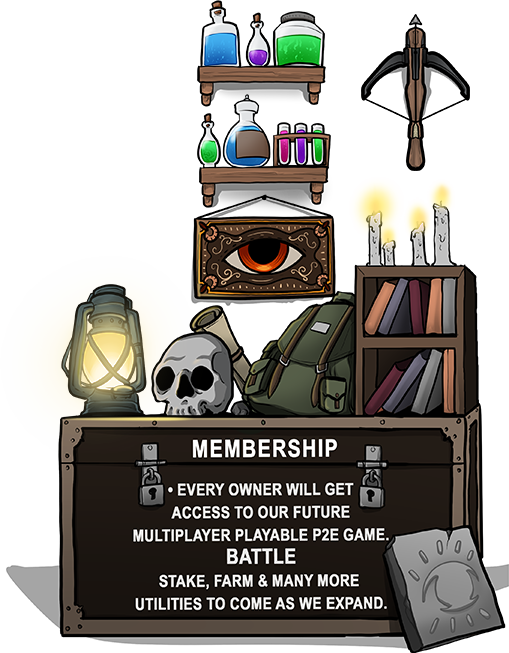 MEMBERSHIP
• EVERY OWNER WILL GET
ACCESS TO OUR FUTURE
MULTIPLAYER PLAYABLE P2E GAME.
BATTLE
STAKE, FARM & MANY MORE
UTILITIES TO COME AS WE EXPAND.